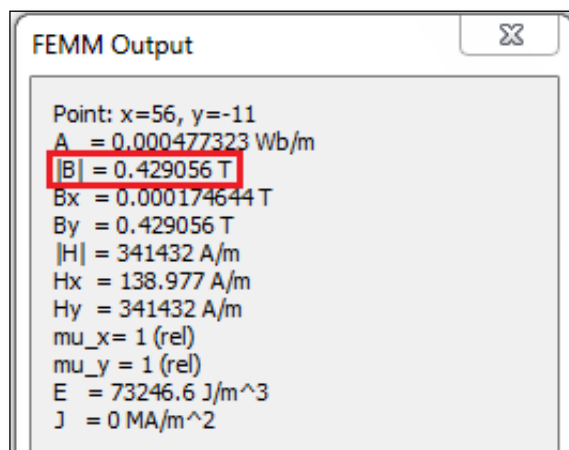 FEMM Output
Point: x=56, y=-11
A = 0.000477323 Wb/m
|B| = 0.429056 T
Bx = 0.000174644 T
By = 0.429056 T
|H| = 341432 A/m
Hx = 138.977 A/m
Hy = 341432 A/m
mu_x= 1 (rel)
mu_y = 1 (rel)
E = 73246.6 J/m^3
J = 0 MA/m^2